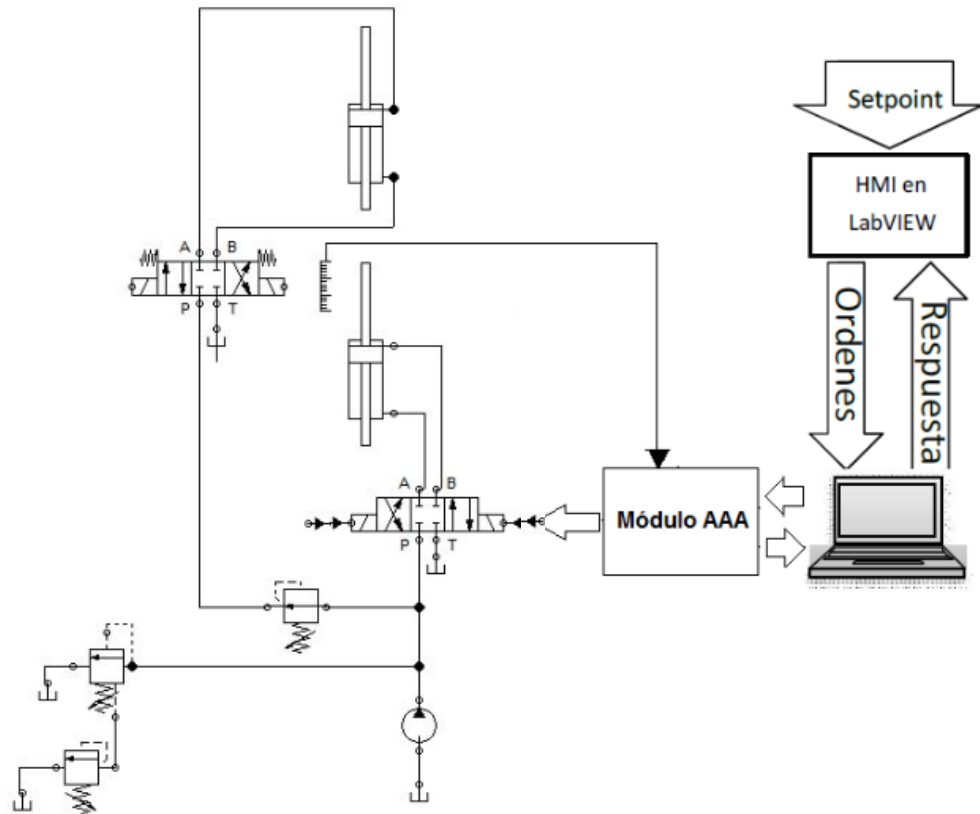 Setpoint
HMI en
LabVIEW
Ordenes
Respuesta
A B
P T
A B
P T
Módulo AAA